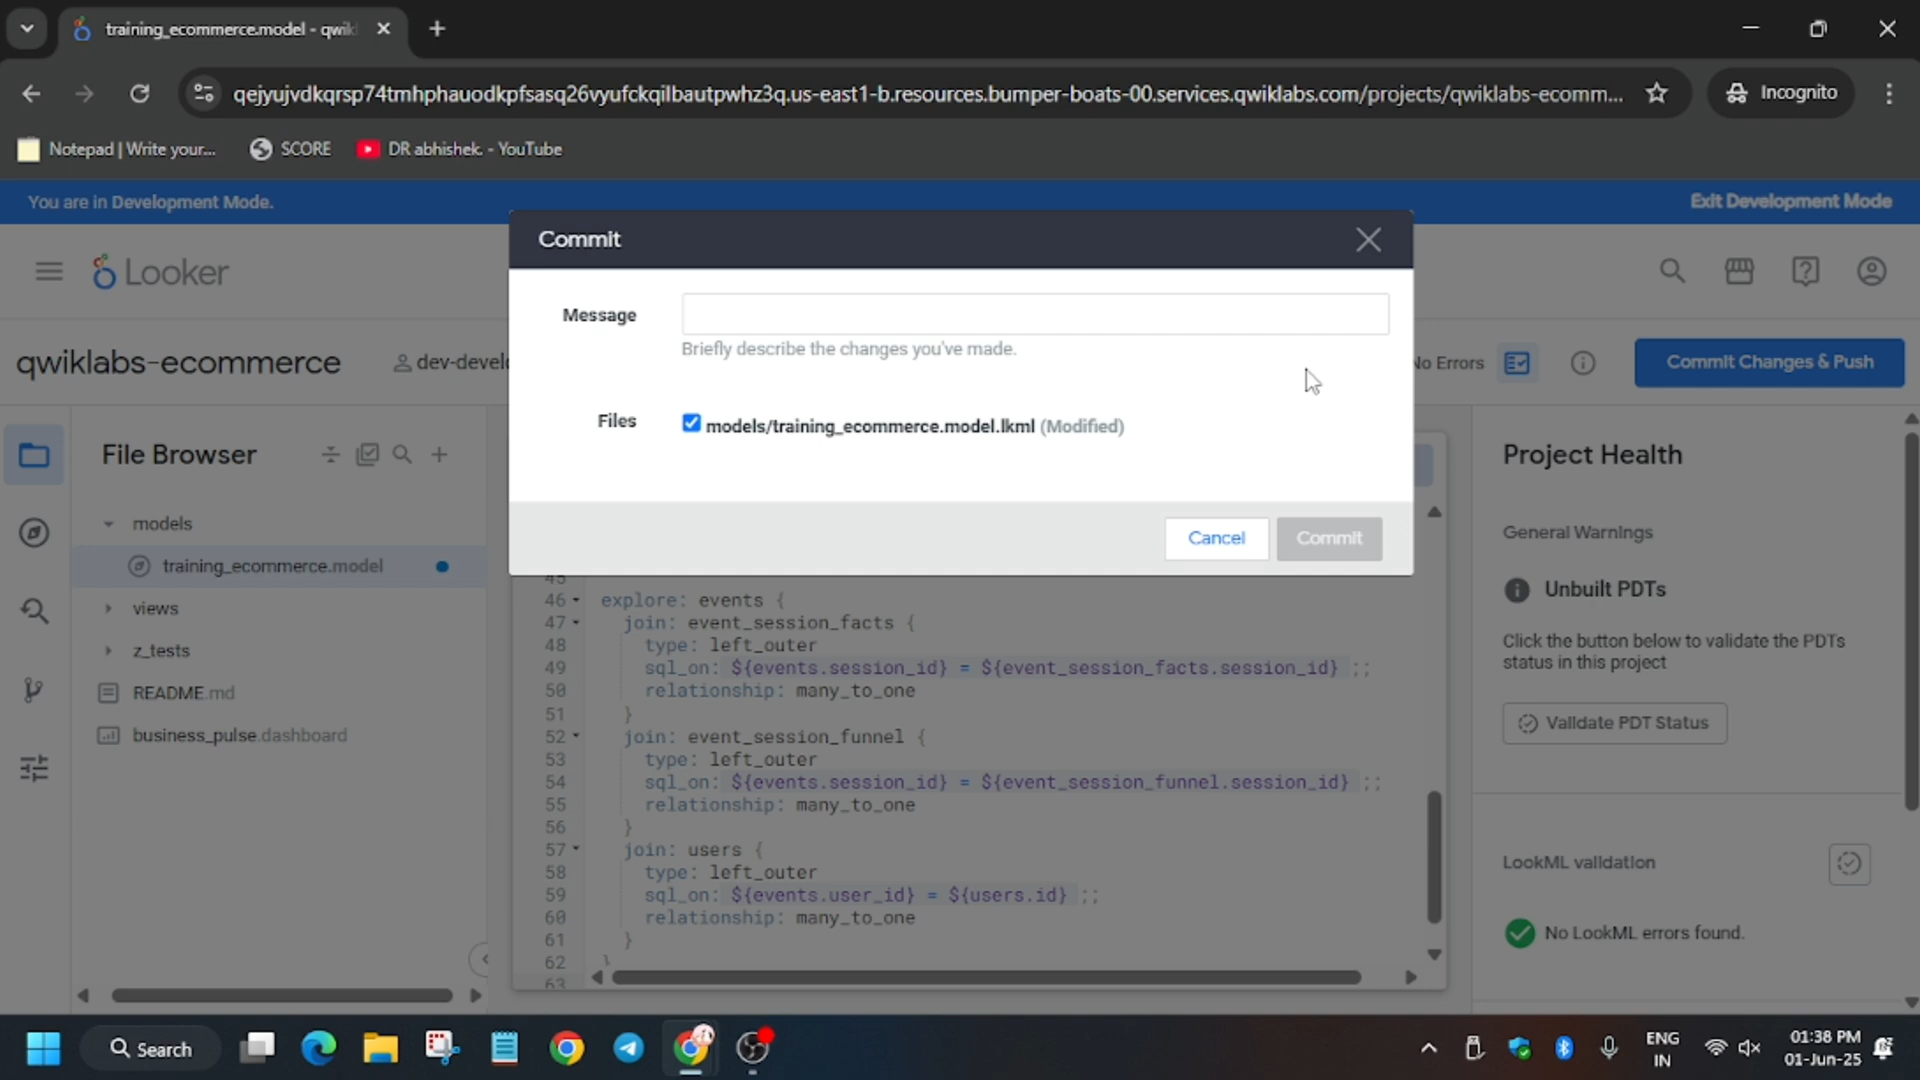 training_ecommerce.model - qwik
qejyujvdkqrsp74tmhphauodkpfsasq26vyufckqilbautpwhz3q.us-east1-b.resources.bumper-boats-00.services.qwiklabs.com/projects/qwiklabs-ecomm...
Incognito
Notepad | Write your...
SCORE
DR abhishek. - YouTube
You are in Development Mode.
Exit Development Mode
Looker
Commit
Message
Briefly describe the changes you've made.
Files
models/training_ecommerce.model.lkml (Modified)
Cancel
Commit
qwiklabs-ecommerce
dev-develo
No Errors
Commit Changes & Push
File Browser
models
training_ecommerce.model
views
z_tests
README.md
business_pulse.dashboard
45
46 explore: events {
47 join: event_session_facts {
48 type: left_outer
49 sql_on: ${events.session_id} = ${event_session_facts.session_id} ;;
50 relationship: many_to_one
51 }
52 join: event_session_funnel {
53 type: left_outer
54 sql_on: ${events.session_id} = ${event_session_funnel.session_id} ;;
55 relationship: many_to_one
56 }
57 join: users {
58 type: left_outer
59 sql_on: ${events.user_id} = ${users.id} ;;
60 relationship: many_to_one
61 }
62 }
63
Project Health
General Warnings
Unbuilt PDTs
Click the button below to validate the PDTs
status in this project
Validate PDT Status
LookML validation
No LookML errors found.
Search
ENG
IN
01:38 PM
01-Jun-25